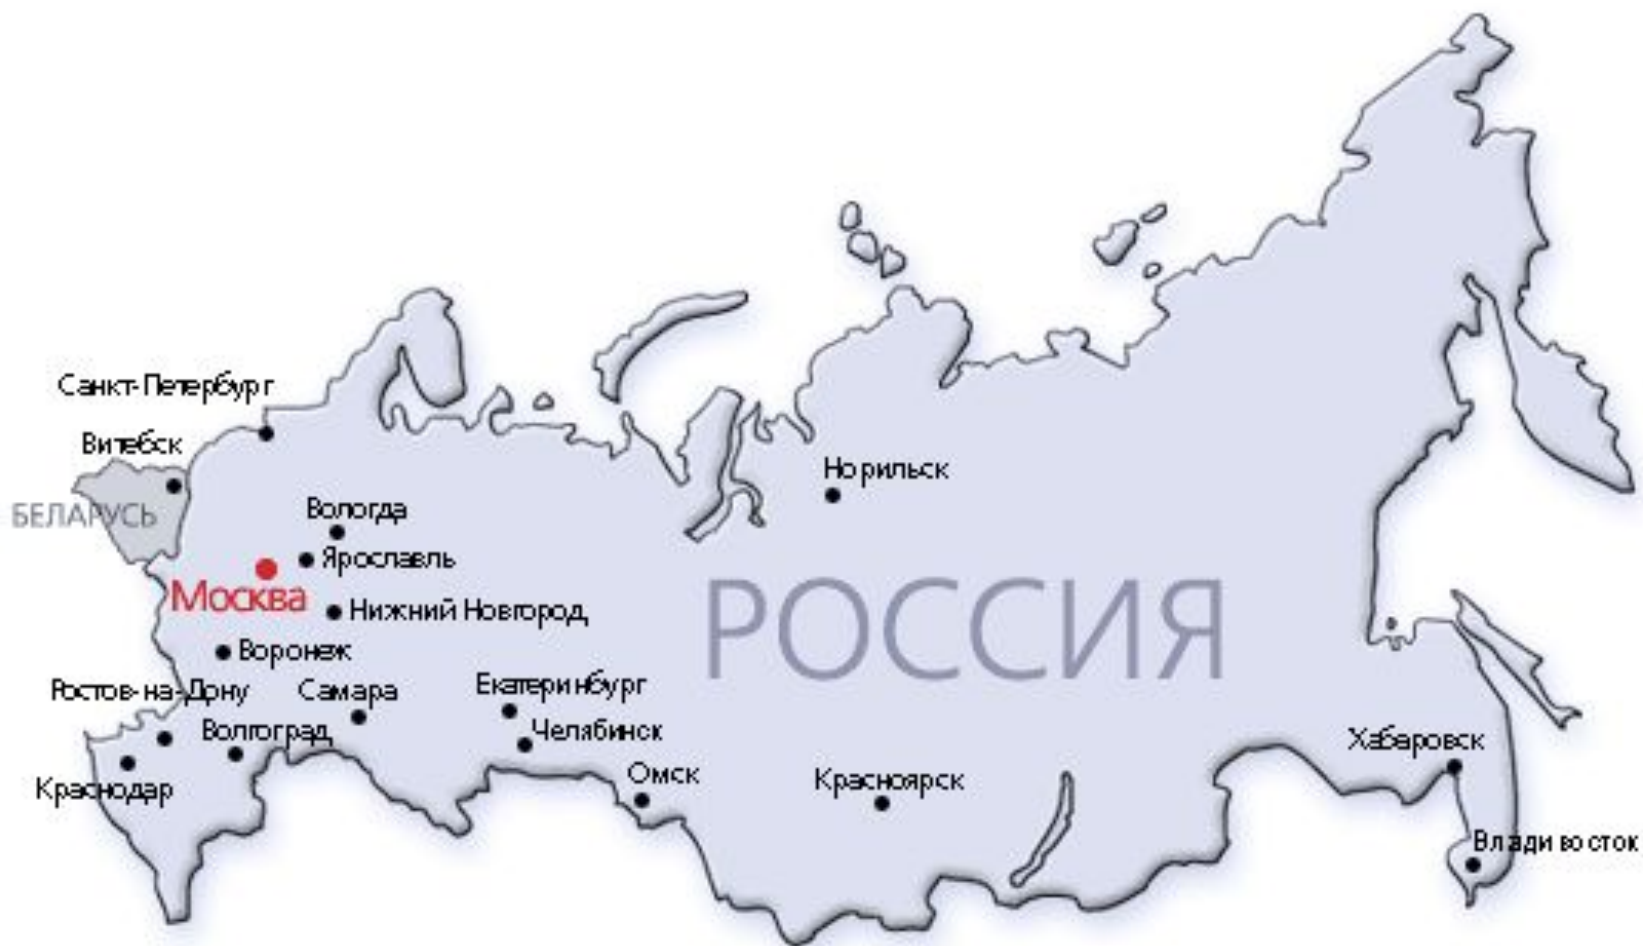 Санкт-Петербург
Витебск
БЕЛАРУСЬ
Норильск
Вологда
Ярославль
Москва
Нижний Новгород
РОССИЯ
Воронеж
Ростов-на-Дону
Самара
Екатеринбург
Волгоград
Челябинск
Хабаровск
Омск
Красноярск
Краснодар
Владивосток